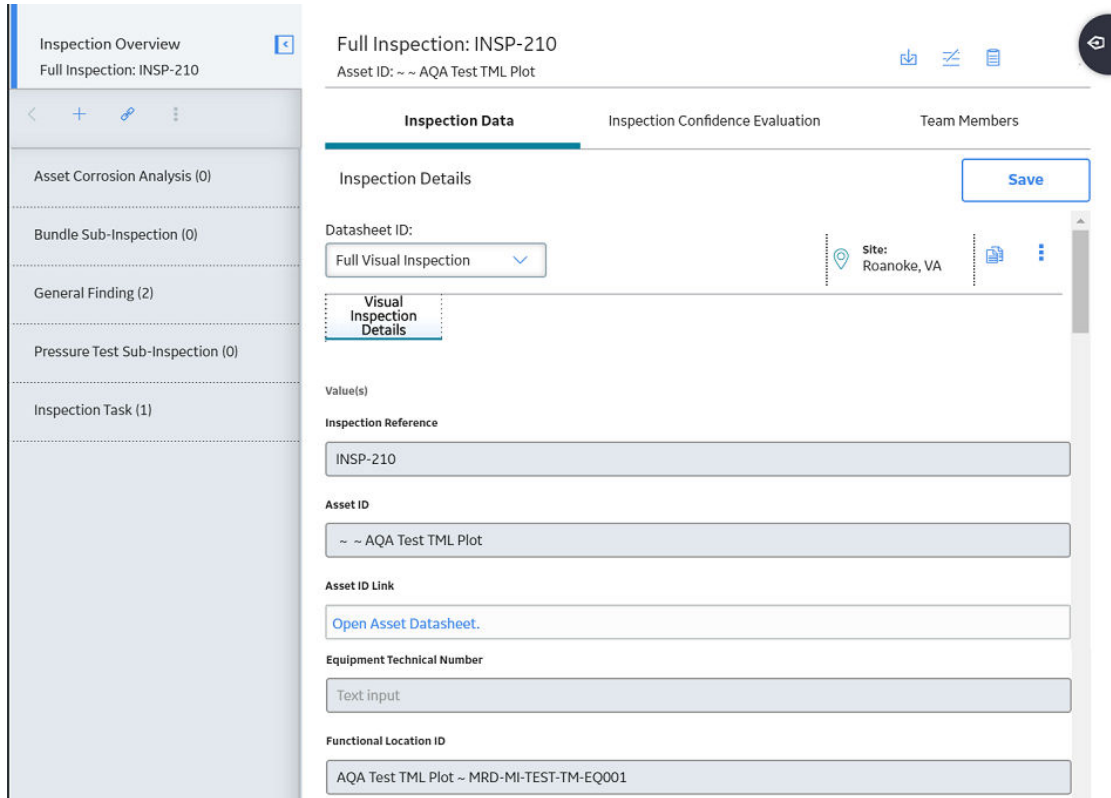 Inspection Overview
Full Inspection: INSP-210
Asset Corrosion Analysis (0)
Bundle Sub-Inspection (0)
General Finding (2)
Pressure Test Sub-Inspection (0)
Inspection Task (1)
Full Inspection: INSP-210
Asset ID: ~ ~ AQA Test TML Plot
Inspection Data
Inspection Confidence Evaluation
Team Members
Inspection Details
Save
Datasheet ID:
Full Visual Inspection
Site:
Roanoke, VA
Visual
Inspection
Details
Value(s)
Inspection Reference
INSP-210
Asset ID
~ ~ AQA Test TML Plot
Asset ID Link
Open Asset Datasheet.
Equipment Technical Number
Text input
Functional Location ID
AQA Test TML Plot ~ MRD-MI-TEST-TM-EQ001